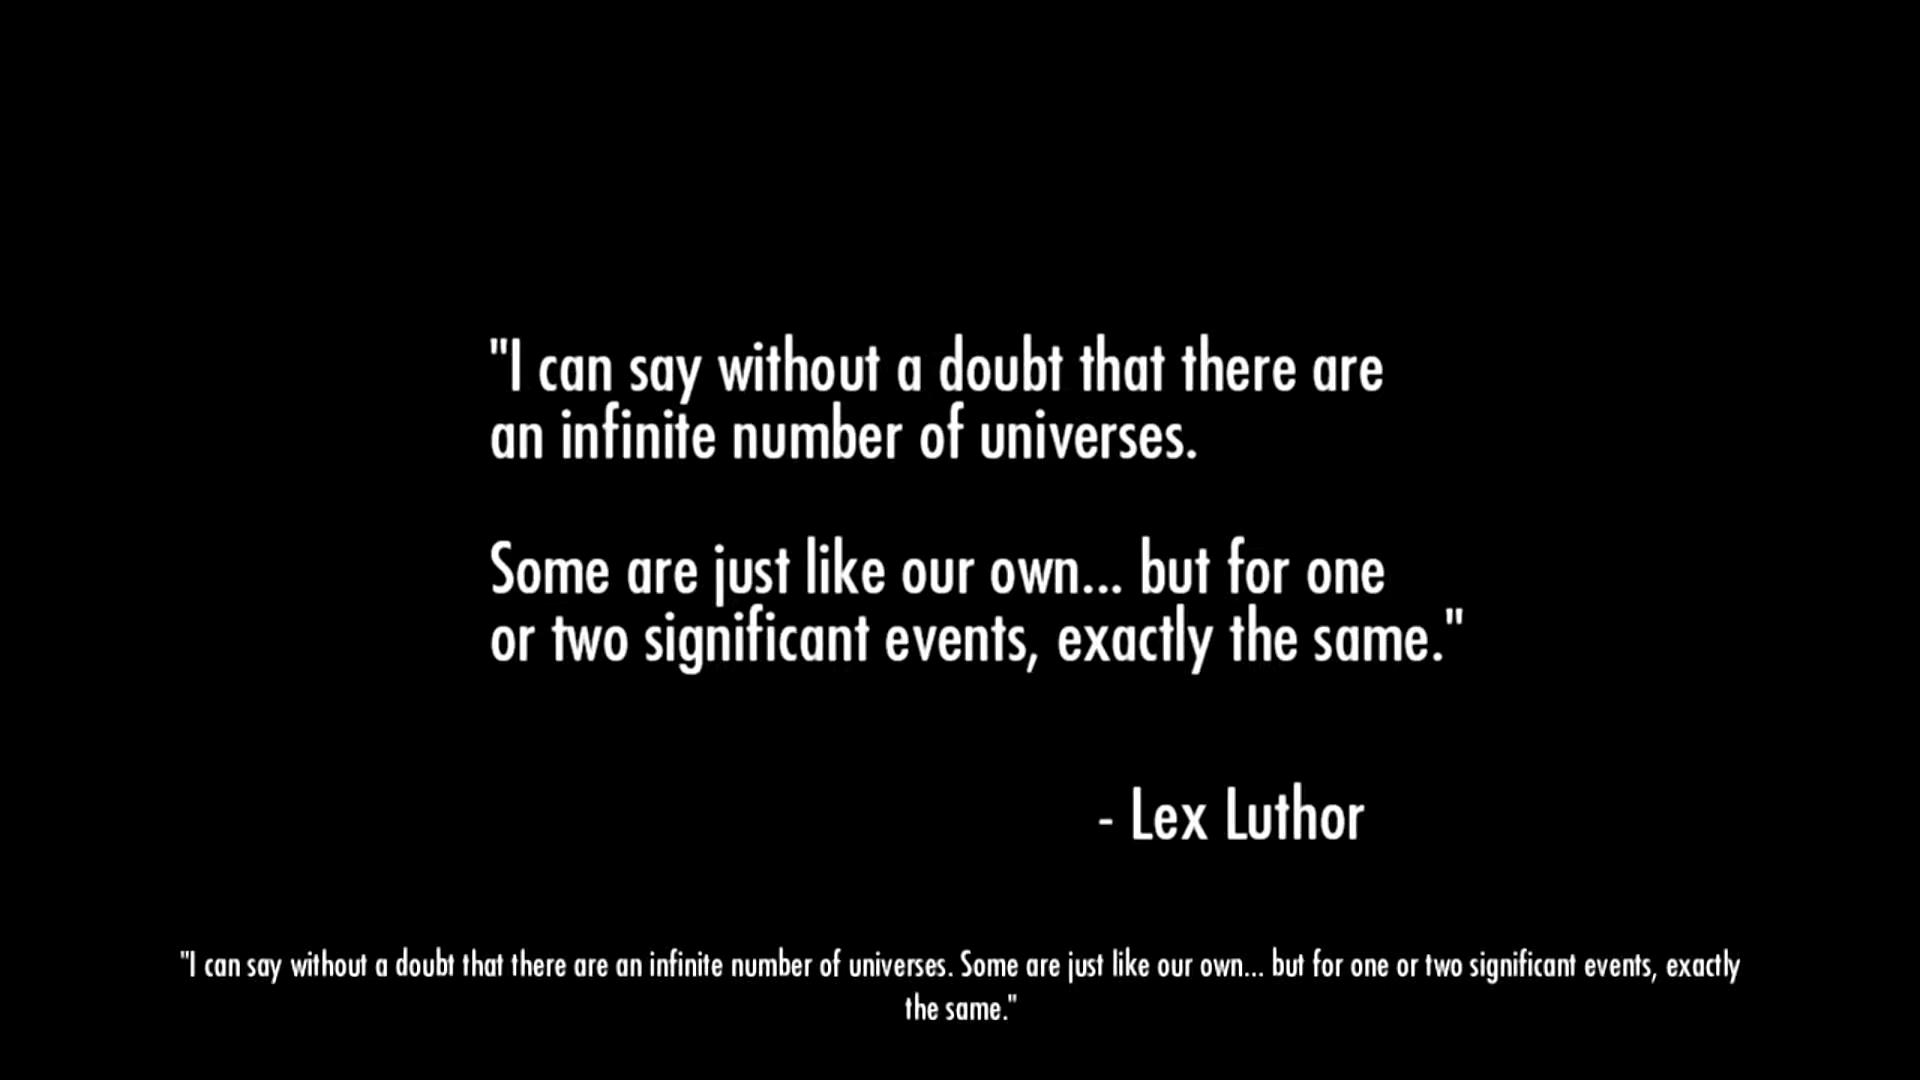 "I can say without a doubt that there are
an infinite number of universes.
Some are just like our own... but for one
or two significant events, exactly the same."
- Lex Luthor
"I can say without a doubt that there are an infinite number of universes. Some are just like our own... but for one or two significant events, exactly
the same."